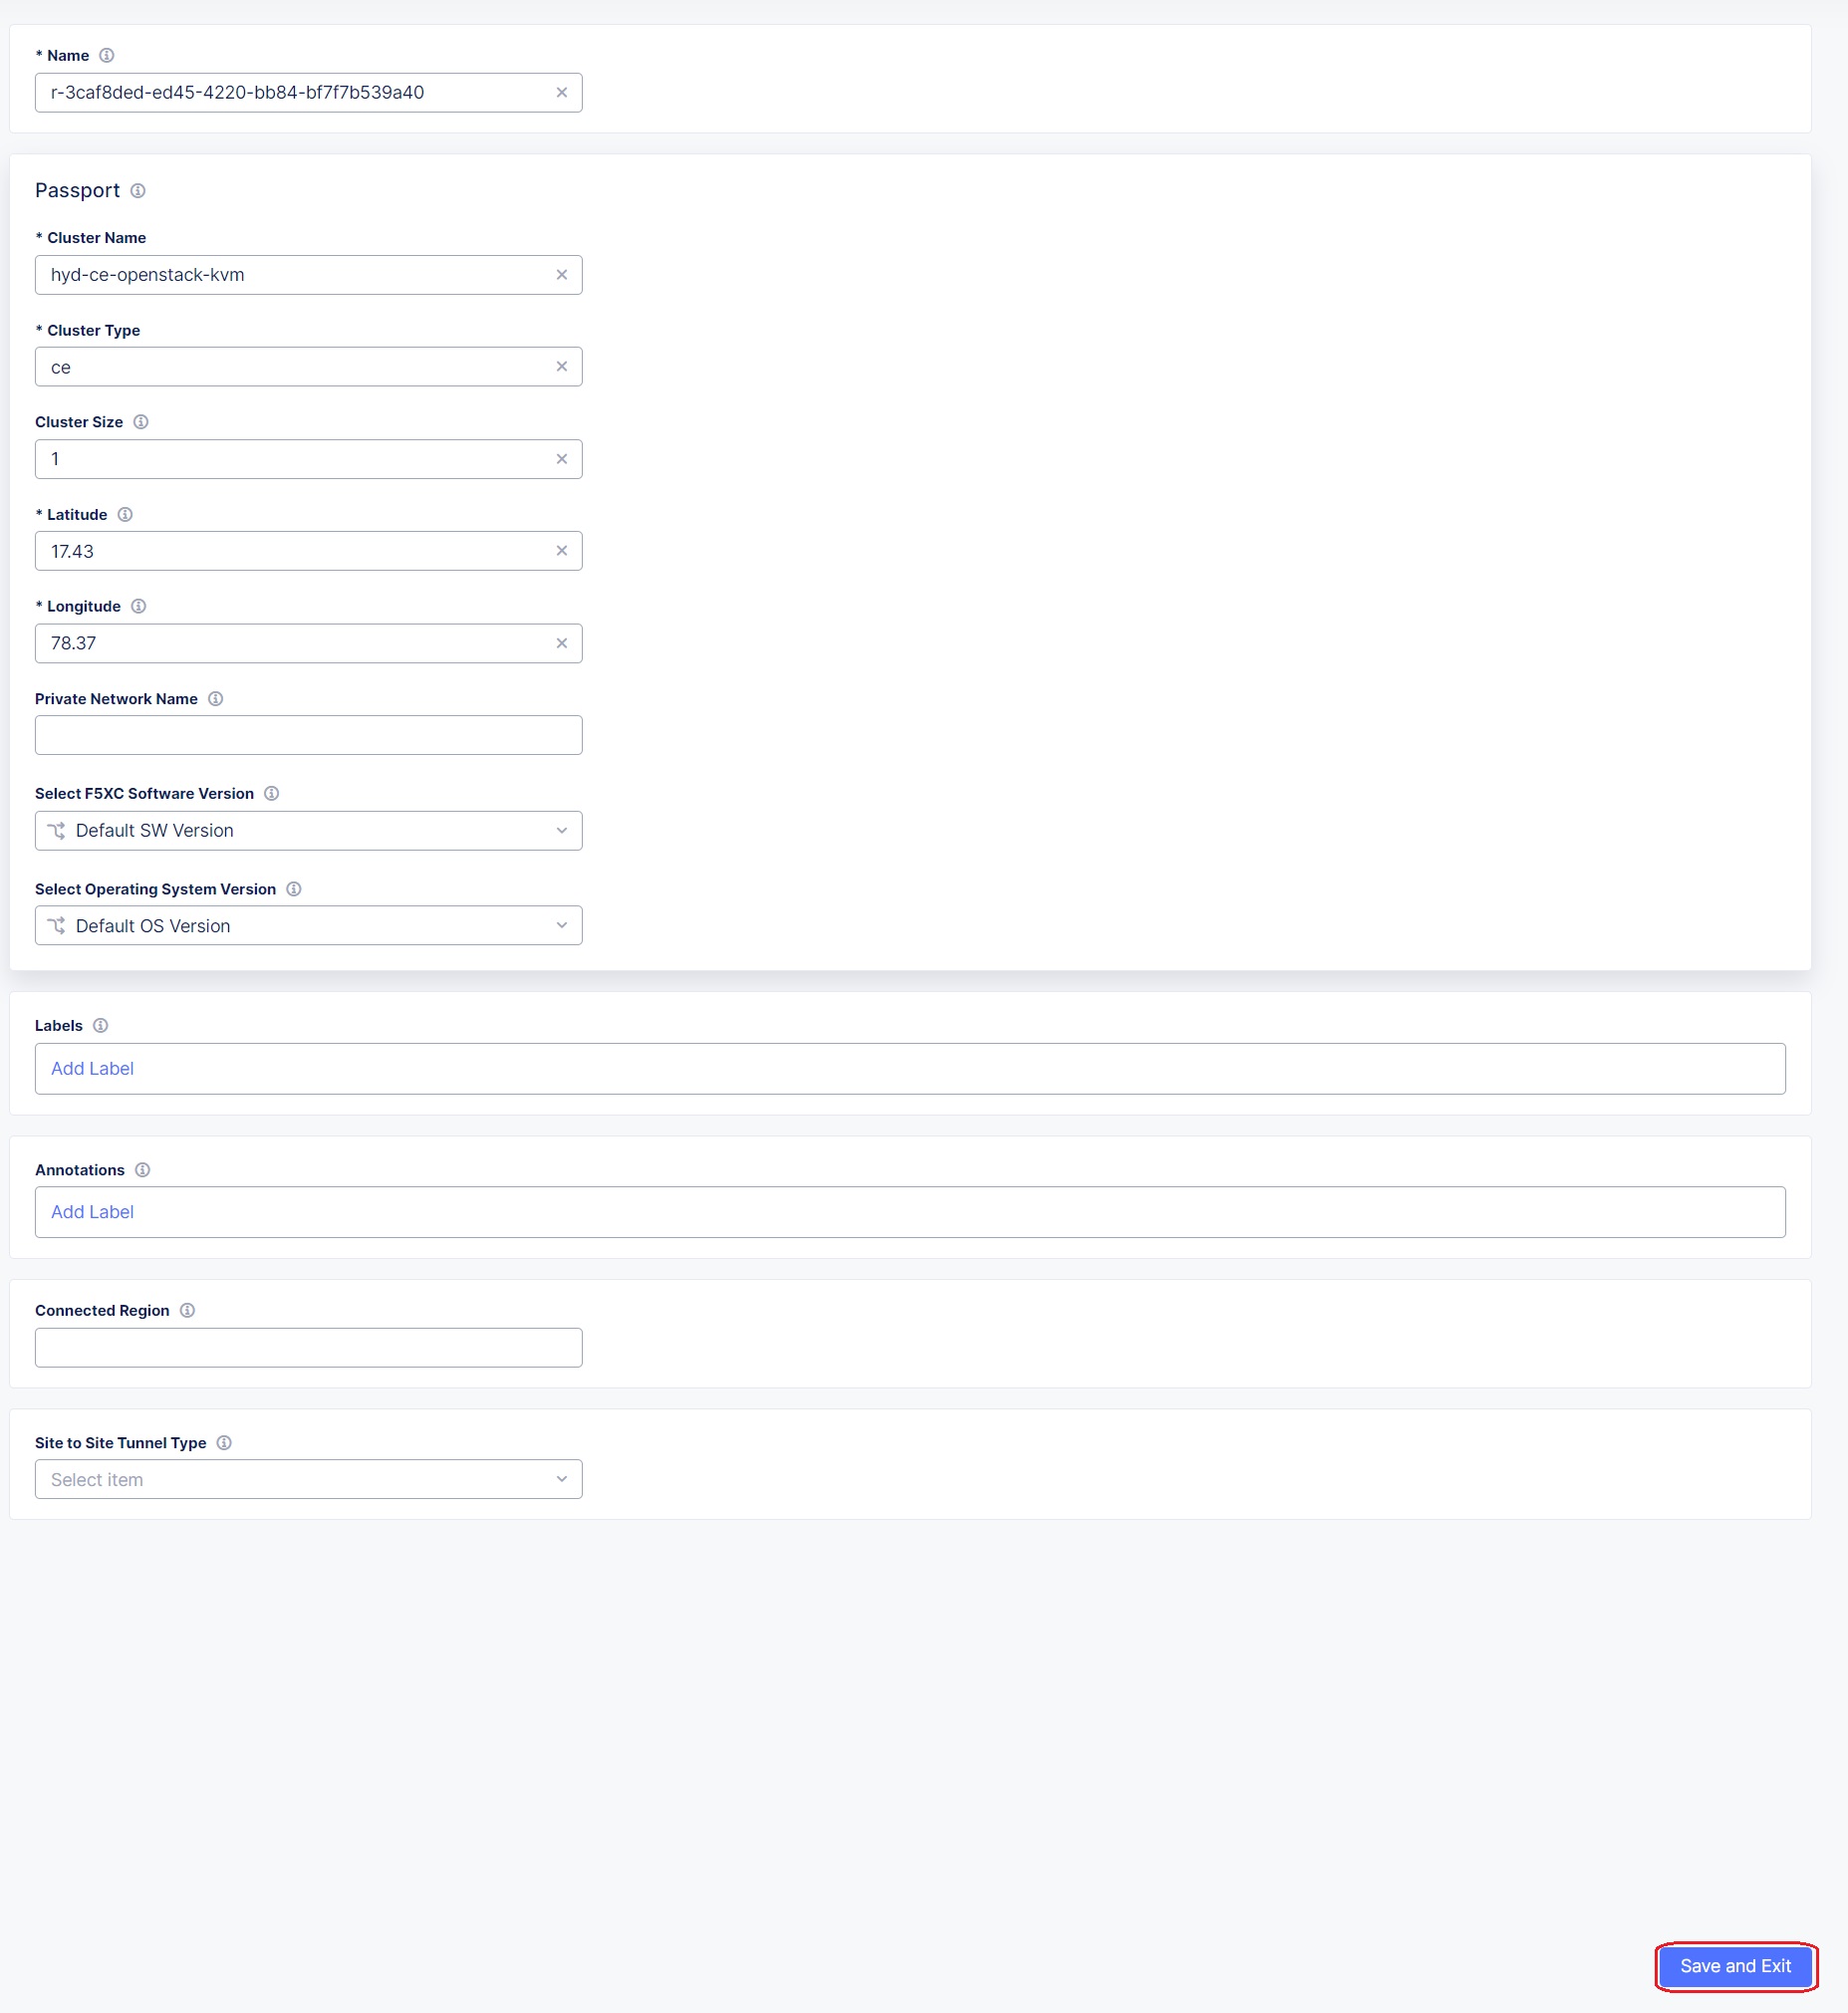 * Name
r-3caf8ded-ed45-4220-bb84-bf7f7b539a40
Passport
* Cluster Name
hyd-ce-openstack-kvm
* Cluster Type
ce
Cluster Size
1
* Latitude
17.43
* Longitude
78.37
Private Network Name
Select F5XC Software Version
Default SW Version
Select Operating System Version
Default OS Version
Labels
Add Label
Annotations
Add Label
Connected Region
Site to Site Tunnel Type
Select item
Save and Exit